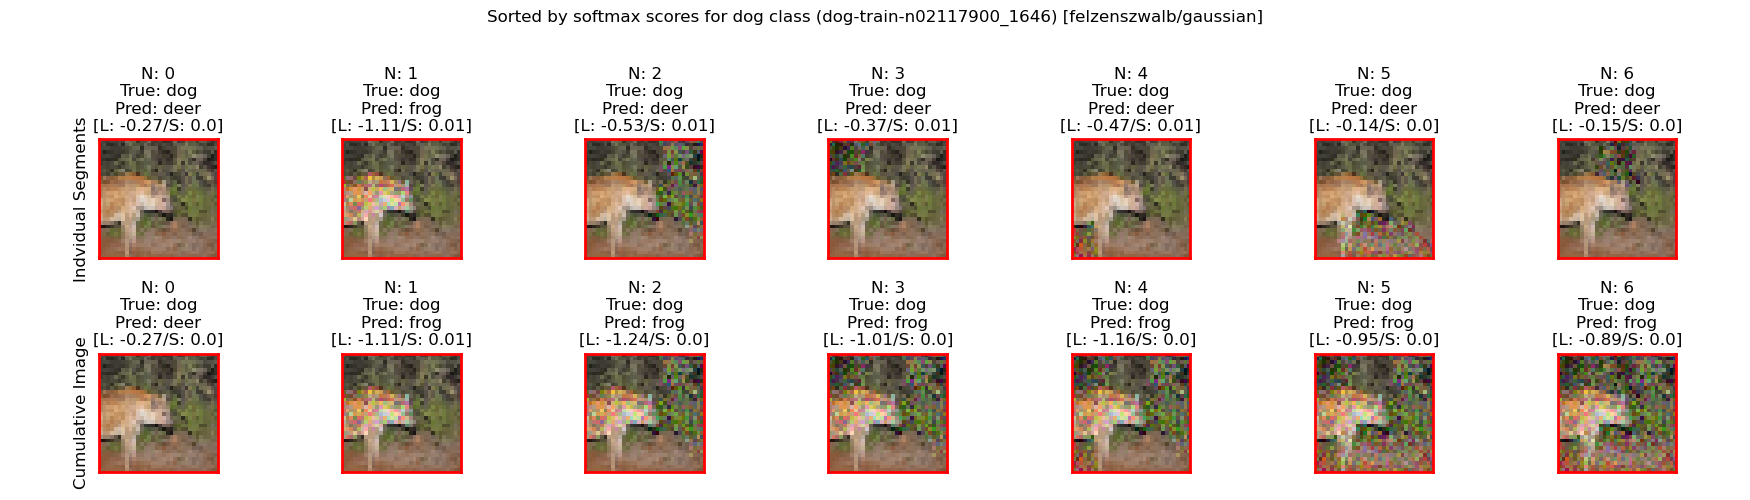 Sorted by softmax scores for dog class (dog-train-n02117900_1646) [felzenszwalb/gaussian]
Indvidual Segments
N: 0
True: dog
Pred: deer
[L: -0.27/S: 0.0]
N: 1
True: dog
Pred: frog
[L: -1.11/S: 0.01]
N: 2
True: dog
Pred: deer
[L: -0.53/S: 0.01]
N: 3
True: dog
Pred: deer
[L: -0.37/S: 0.01]
N: 4
True: dog
Pred: deer
[L: -0.47/S: 0.01]
N: 5
True: dog
Pred: deer
[L: -0.14/S: 0.0]
N: 6
True: dog
Pred: deer
[L: -0.15/S: 0.0]
Cumulative Image
N: 0
True: dog
Pred: deer
[L: -0.27/S: 0.0]
N: 1
True: dog
Pred: frog
[L: -1.11/S: 0.01]
N: 2
True: dog
Pred: frog
[L: -1.24/S: 0.0]
N: 3
True: dog
Pred: frog
[L: -1.01/S: 0.0]
N: 4
True: dog
Pred: frog
[L: -1.16/S: 0.0]
N: 5
True: dog
Pred: frog
[L: -0.95/S: 0.0]
N: 6
True: dog
Pred: frog
[L: -0.89/S: 0.0]